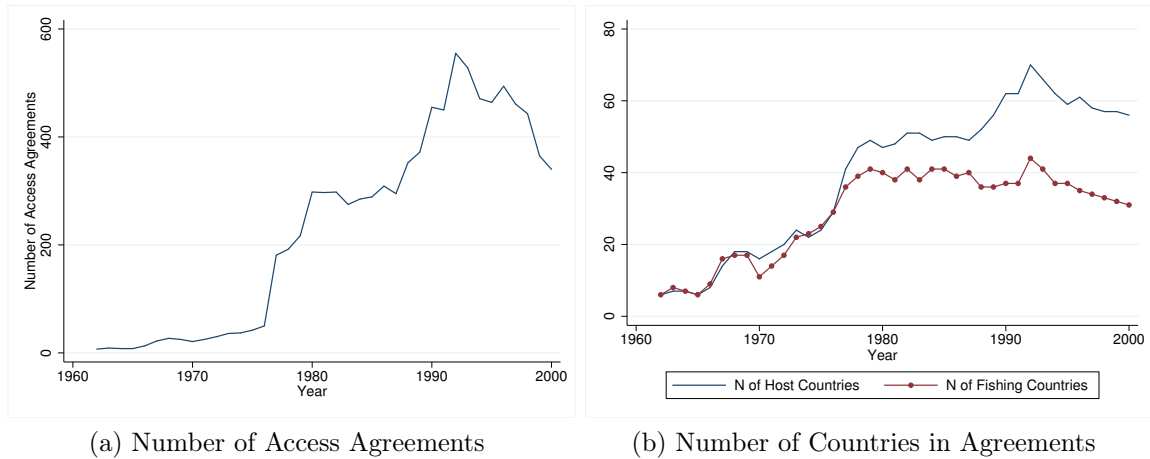 Number of Access Agreements
600
400
200
0
1960
1970
1980
1990
2000
Year
(a) Number of Access Agreements
80
60
40
20
0
1960
1970
1980
1990
2000
Year
N of Host Countries
N of Fishing Countries
(b) Number of Countries in Agreements